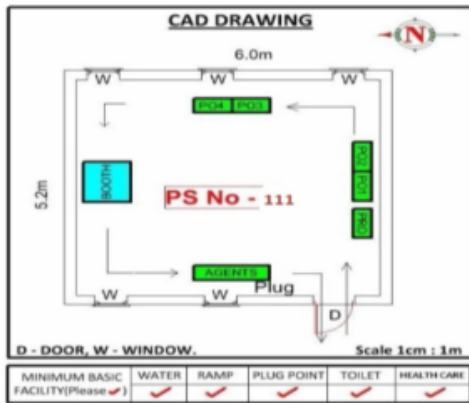 CAD DRAWING
N
6.0m
W W W
PO4 PO3
5.2m
BOOTH
PO2
PO1
PS No - 111
PRO
AGENTS
Plug
W W
D
D - DOOR, W - WINDOW. Scale 1cm : 1m
MINIMUM BASIC FACILITY(Please ✓) WATER RAMP PLUG POINT TOILET HEALTH CARE
✓ ✓ ✓ ✓ ✓